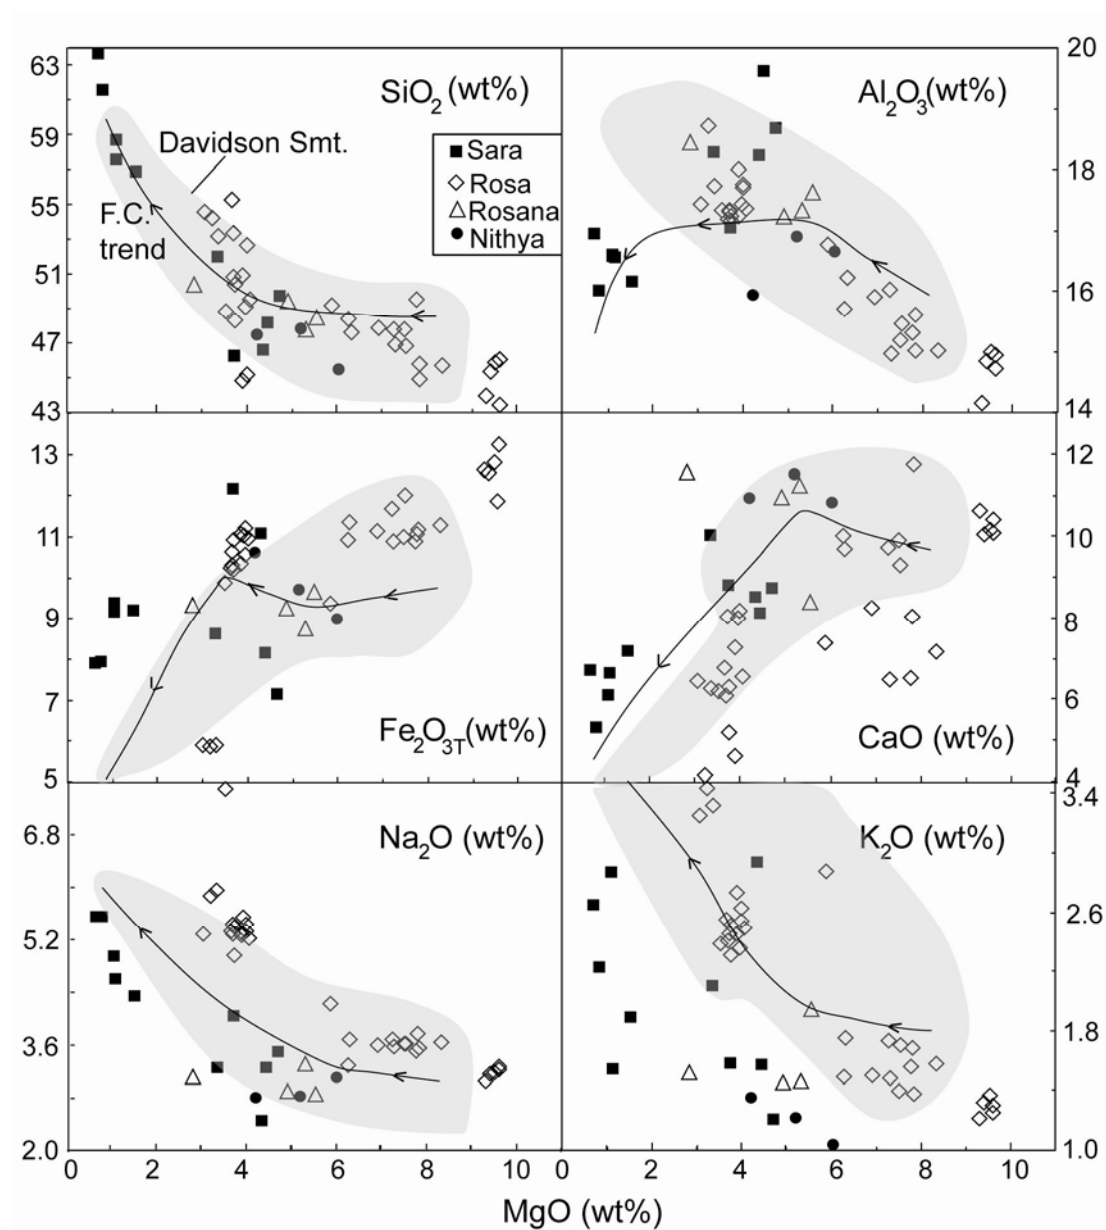 63
59
55
51
47
43
SiO₂ (wt%)
Davidson Smt.
F.C.
trend
Sara
Rosa
Rosana
Nithya
Al₂O₃(wt%)
20
18
16
14
13
11
9
7
5
Fe₂O₃T(wt%)
CaO (wt%)
12
10
8
6
4
6.8
5.2
3.6
2.0
Na₂O (wt%)
K₂O (wt%)
3.4
2.6
1.8
1.0
0 2 4 6 8 10 0 2 4 6 8 10
MgO (wt%)